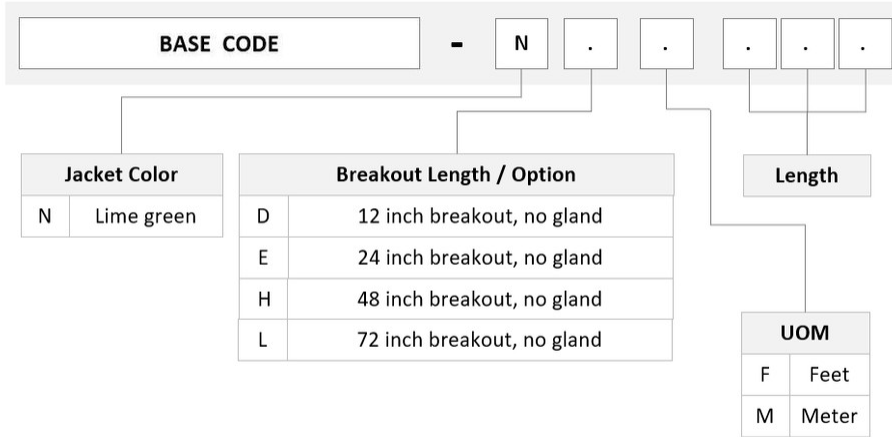 BASE CODE - N . . . . .
Jacket Color
N Lime green
Breakout Length / Option
D 12 inch breakout, no gland
E 24 inch breakout, no gland
H 48 inch breakout, no gland
L 72 inch breakout, no gland
Length
UOM
F Feet
M Meter